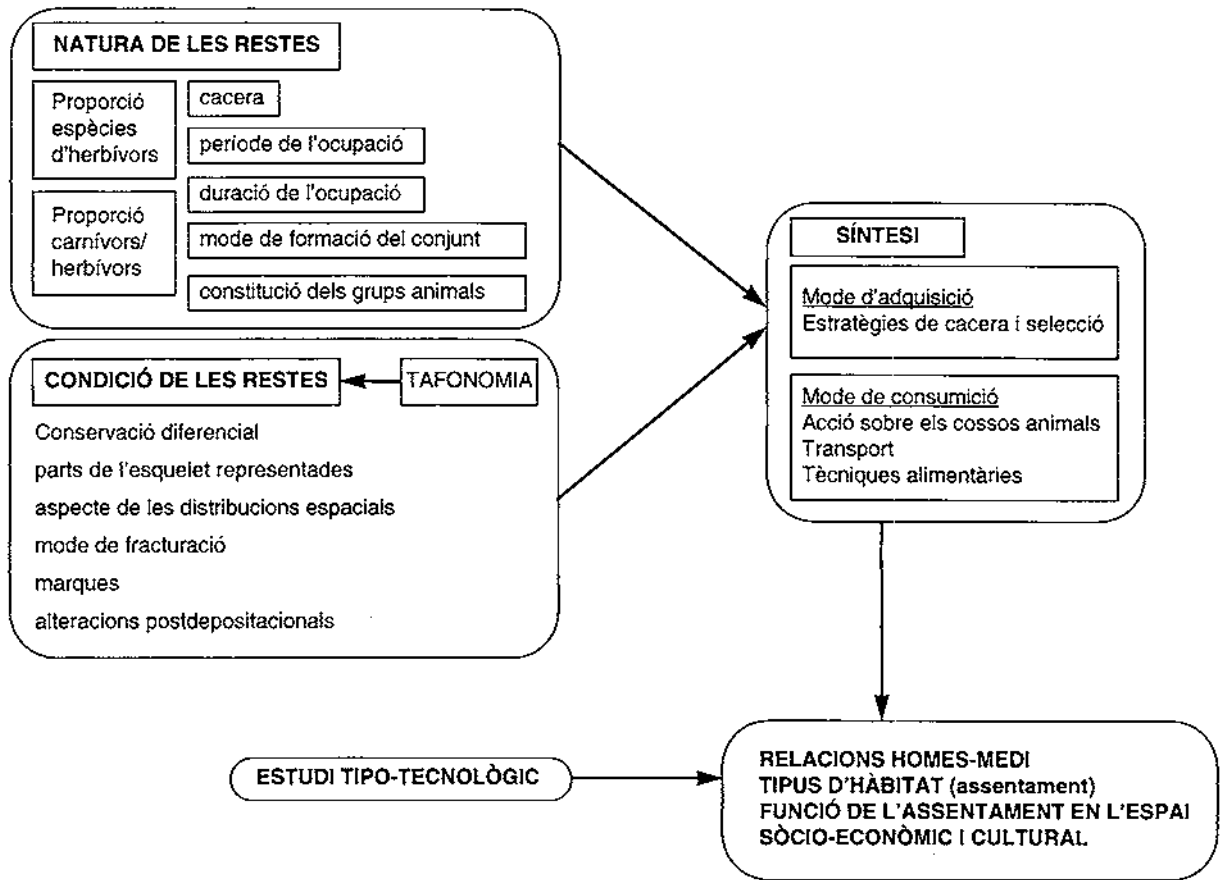 NATURA DE LES RESTES
Proporció
espècies
d'herbívors
cacera
període de l'ocupació
duració de l'ocupació
Proporció
carnívors/
herbívors
mode de formació del conjunt
constitució dels grups animals
CONDICIÓ DE LES RESTES
TAFONOMIA
Conservació diferencial
parts de l'esquelet representades
aspecte de les distribucions espacials
mode de fracturació
marques
alteracions postdepositacionals
SÍNTESI
Mode d'adquisició
Estratègies de cacera i selecció
Mode de consumició
Acció sobre els cossos animals
Transport
Tècniques alimentàries
ESTUDI TIPO-TECNOLÒGIC
RELACIONS HOMES-MEDI
TIPUS D'HÀBITAT (assentament)
FUNCIÓ DE L'ASSENTAMENT EN L'ESPAI
SÒCIO-ECONÒMIC I CULTURAL